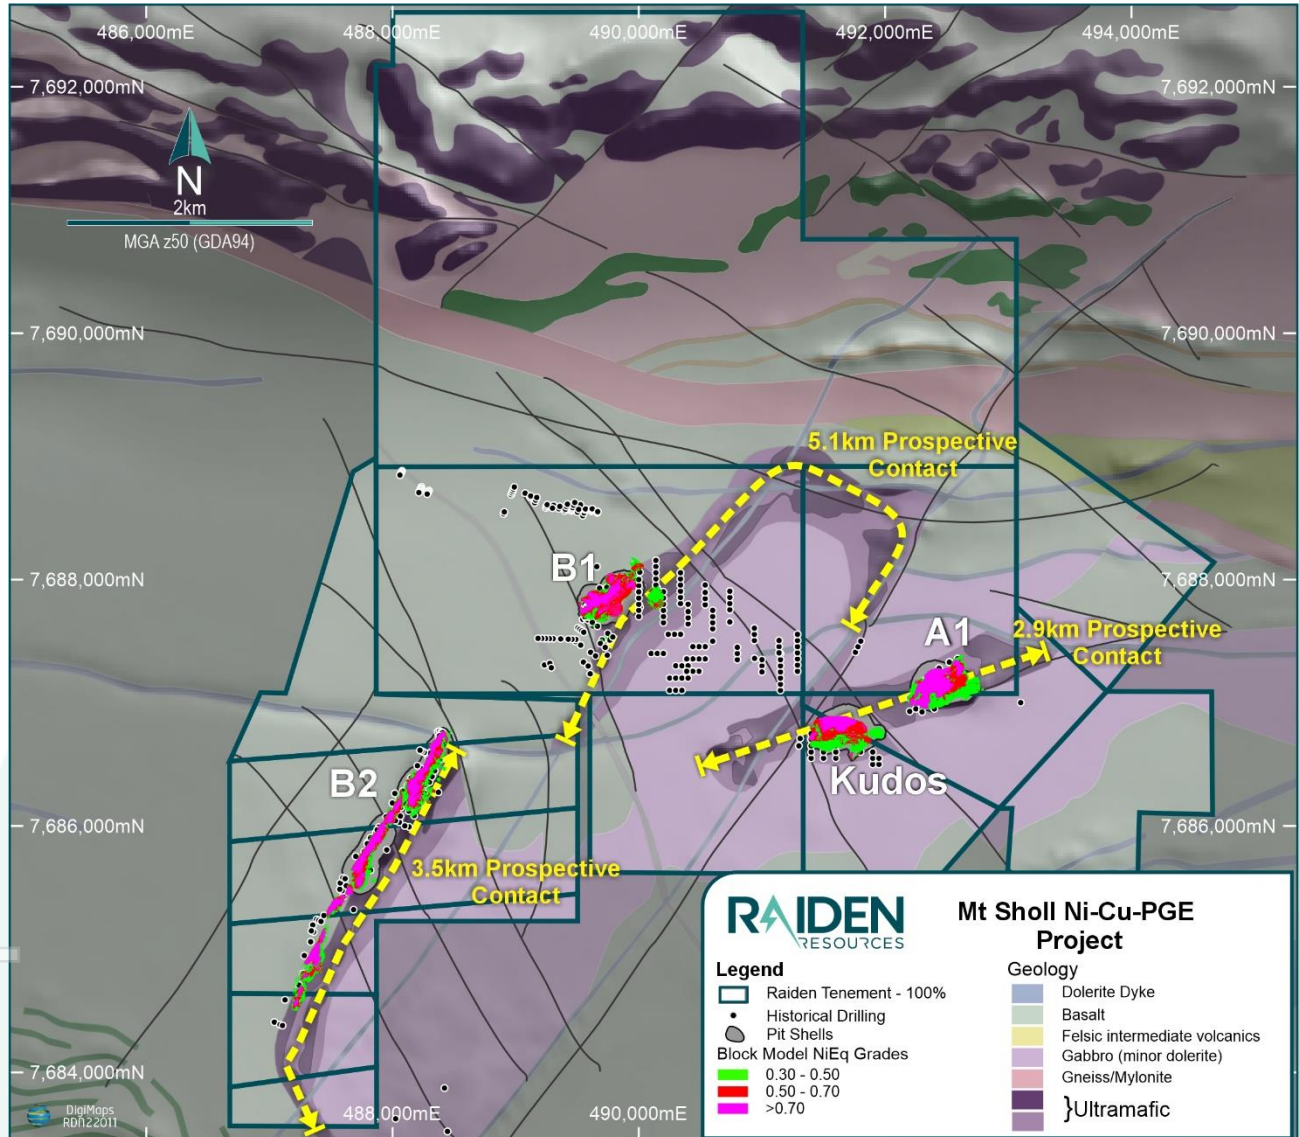 486,000mE
488,000mE
490,000mE
492,000mE
494,000mE
7,692,000mN
7,692,000mN
N
2km
MGA z50 (GDA94)
7,690,000mN
7,690,000mN
5.1km Prospective
Contact
B1
7,688,000mN
7,688,000mN
A1
2.9km Prospective
Contact
B2
Kudos
7,686,000mN
7,686,000mN
3.5km Prospective
Contact
7,684,000mN
488,000mE
490,000mE
DigiMaps
RDN22011
RAIDEN
RESOURCES
Mt Sholl Ni-Cu-PGE
Project
Legend
Raiden Tenement - 100%
Historical Drilling
Pit Shells
Block Model NiEq Grades
0.30 - 0.50
0.50 - 0.70
>0.70
Geology
Dolerite Dyke
Basalt
Felsic intermediate volcanics
Gabbro (minor dolerite)
Gneiss/Mylonite
}Ultramafic